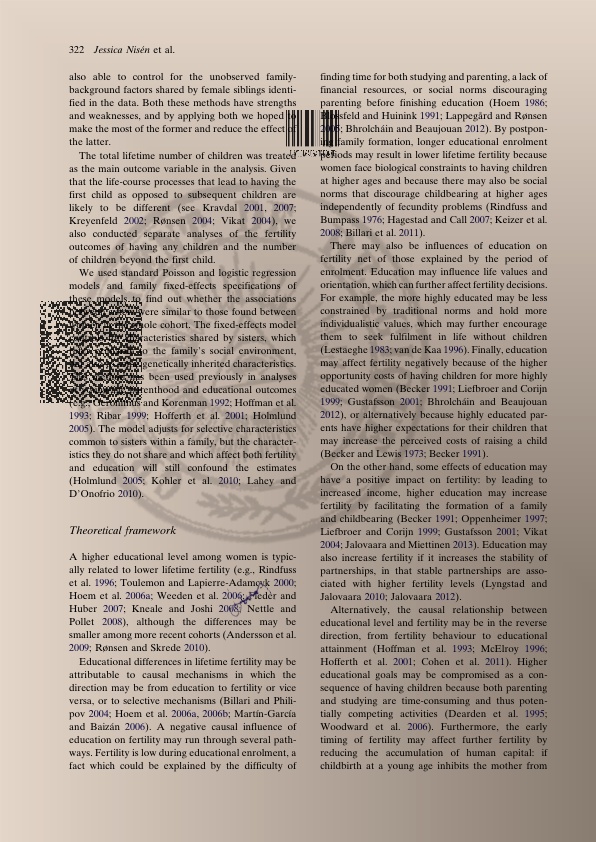 322 Jessica Nisén et al.
also able to control for the unobserved family-
background factors shared by female siblings identi-
fied in the data. Both these methods have strengths
and weaknesses, and by applying both we hoped to
make the most of the former and reduce the effect of
the latter.
The total lifetime number of children was treated
as the main outcome variable in the analysis. Given
that the life-course processes that lead to having the
first child as opposed to subsequent children are
likely to be different (see Kravdal 2001, 2007;
Kreyenfeld 2002; Rønsen 2004; Vikat 2004), we
also conducted separate analyses of the fertility
outcomes of having any children and the number
of children beyond the first child.
We used standard Poisson and logistic regression
models and family fixed-effects specifications of
these models to find out whether the associations
were similar to those found between
whole cohort. The fixed-effects model
characteristics shared by sisters, which
to the family's social environment,
genetically inherited characteristics.
has been used previously in analyses
parenthood and educational outcomes
(e.g., Geronimus and Korenman 1992; Hoffman et al.
1993; Ribar 1999; Hofferth et al. 2001; Holmlund
2005). The model adjusts for selective characteristics
common to sisters within a family, but the character-
istics they do not share and which affect both fertility
and education will still confound the estimates
(Holmlund 2005; Kohler et al. 2010; Lahey and
D'Onofrio 2010).
Theoretical framework
A higher educational level among women is typic-
ally related to lower lifetime fertility (e.g., Rindfuss
et al. 1996; Toulemon and Lapierre-Adamcyk 2000;
Hoem et al. 2006a; Weeden et al. 2006; Hedèr and
Huber 2007; Kneale and Joshi 2008; Nettle and
Pollet 2008), although the differences may be
smaller among more recent cohorts (Andersson et al.
2009; Rønsen and Skrede 2010).
Educational differences in lifetime fertility may be
attributable to causal mechanisms in which the
direction may be from education to fertility or vice
versa, or to selective mechanisms (Billari and Phili-
pov 2004; Hoem et al. 2006a, 2006b; Martín-García
and Baizán 2006). A negative causal influence of
education on fertility may run through several path-
ways. Fertility is low during educational enrolment, a
fact which could be explained by the difficulty of
finding time for both studying and parenting, a lack of
financial resources, or social norms discouraging
parenting before finishing education (Hoem 1986;
Blossfeld and Huinink 1991; Lappegård and Rønsen
2005; Bhrolcháin and Beaujouan 2012). By postpon-
ing family formation, longer educational enrolment
periods may result in lower lifetime fertility because
women face biological constraints to having children
at higher ages and because there may also be social
norms that discourage childbearing at higher ages
independently of fecundity problems (Rindfuss and
Bumpass 1976; Hagestad and Call 2007; Keizer et al.
2008; Billari et al. 2011).
There may also be influences of education on
fertility net of those explained by the period of
enrolment. Education may influence life values and
orientation, which can further affect fertility decisions.
For example, the more highly educated may be less
constrained by traditional norms and hold more
individualistic values, which may further encourage
them to seek fulfilment in life without children
(Lestaeghe 1983; van de Kaa 1996). Finally, education
may affect fertility negatively because of the higher
opportunity costs of having children for more highly
educated women (Becker 1991; Liefbroer and Corijn
1999; Gustafsson 2001; Bhrolcháin and Beaujouan
2012), or alternatively because highly educated par-
ents have higher expectations for their children that
may increase the perceived costs of raising a child
(Becker and Lewis 1973; Becker 1991).
On the other hand, some effects of education may
have a positive impact on fertility: by leading to
increased income, higher education may increase
fertility by facilitating the formation of a family
and childbearing (Becker 1991; Oppenheimer 1997;
Liefbroer and Corijn 1999; Gustafsson 2001; Vikat
2004; Jalovaara and Miettinen 2013). Education may
also increase fertility if it increases the stability of
partnerships, in that stable partnerships are asso-
ciated with higher fertility levels (Lyngstad and
Jalovaara 2010; Jalovaara 2012).
Alternatively, the causal relationship between
educational level and fertility may be in the reverse
direction, from fertility behaviour to educational
attainment (Hoffman et al. 1993; McElroy 1996;
Hofferth et al. 2001; Cohen et al. 2011). Higher
educational goals may be compromised as a con-
sequence of having children because both parenting
and studying are time-consuming and thus poten-
tially competing activities (Dearden et al. 1995;
Woodward et al. 2006). Furthermore, the early
timing of fertility may affect further fertility by
reducing the accumulation of human capital: if
childbirth at a young age inhibits the mother from